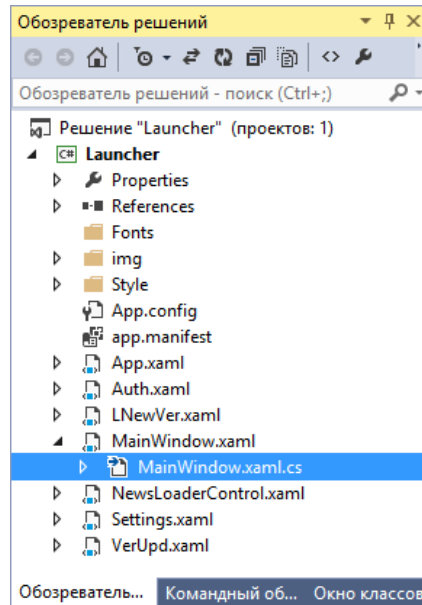 Обозреватель решений
Обозреватель решений - поиск (Ctrl+;)
Решение "Launcher" (проектов: 1)
C# Launcher
Properties
References
Fonts
img
Style
App.config
app.manifest
App.xaml
Auth.xaml
LNewVer.xaml
MainWindow.xaml
MainWindow.xaml.cs
NewsLoaderControl.xaml
Settings.xaml
VerUpd.xaml
Обозреватель... Командный об... Окно классов